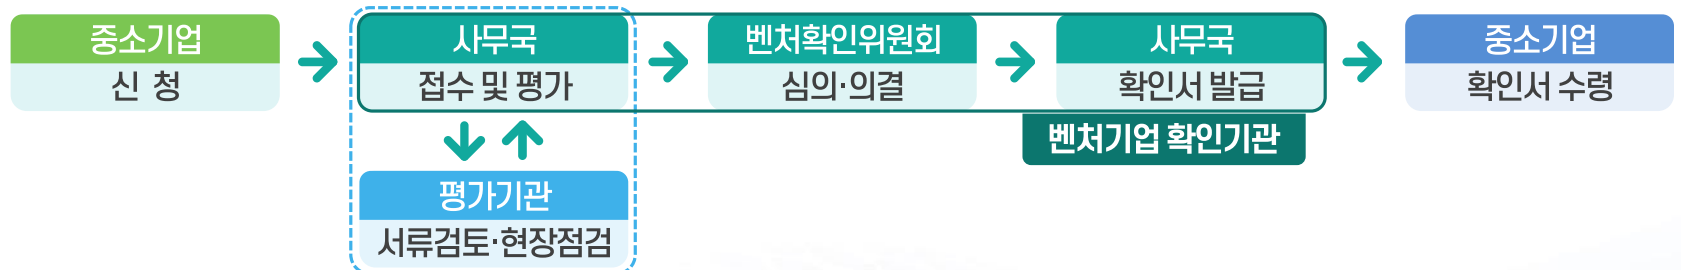 중소기업
신 청
사무국
접수 및 평가
벤처확인위원회
심의·의결
사무국
확인서 발급
중소기업
확인서 수령
벤처기업 확인기관
평가기관
서류검토·현장점검